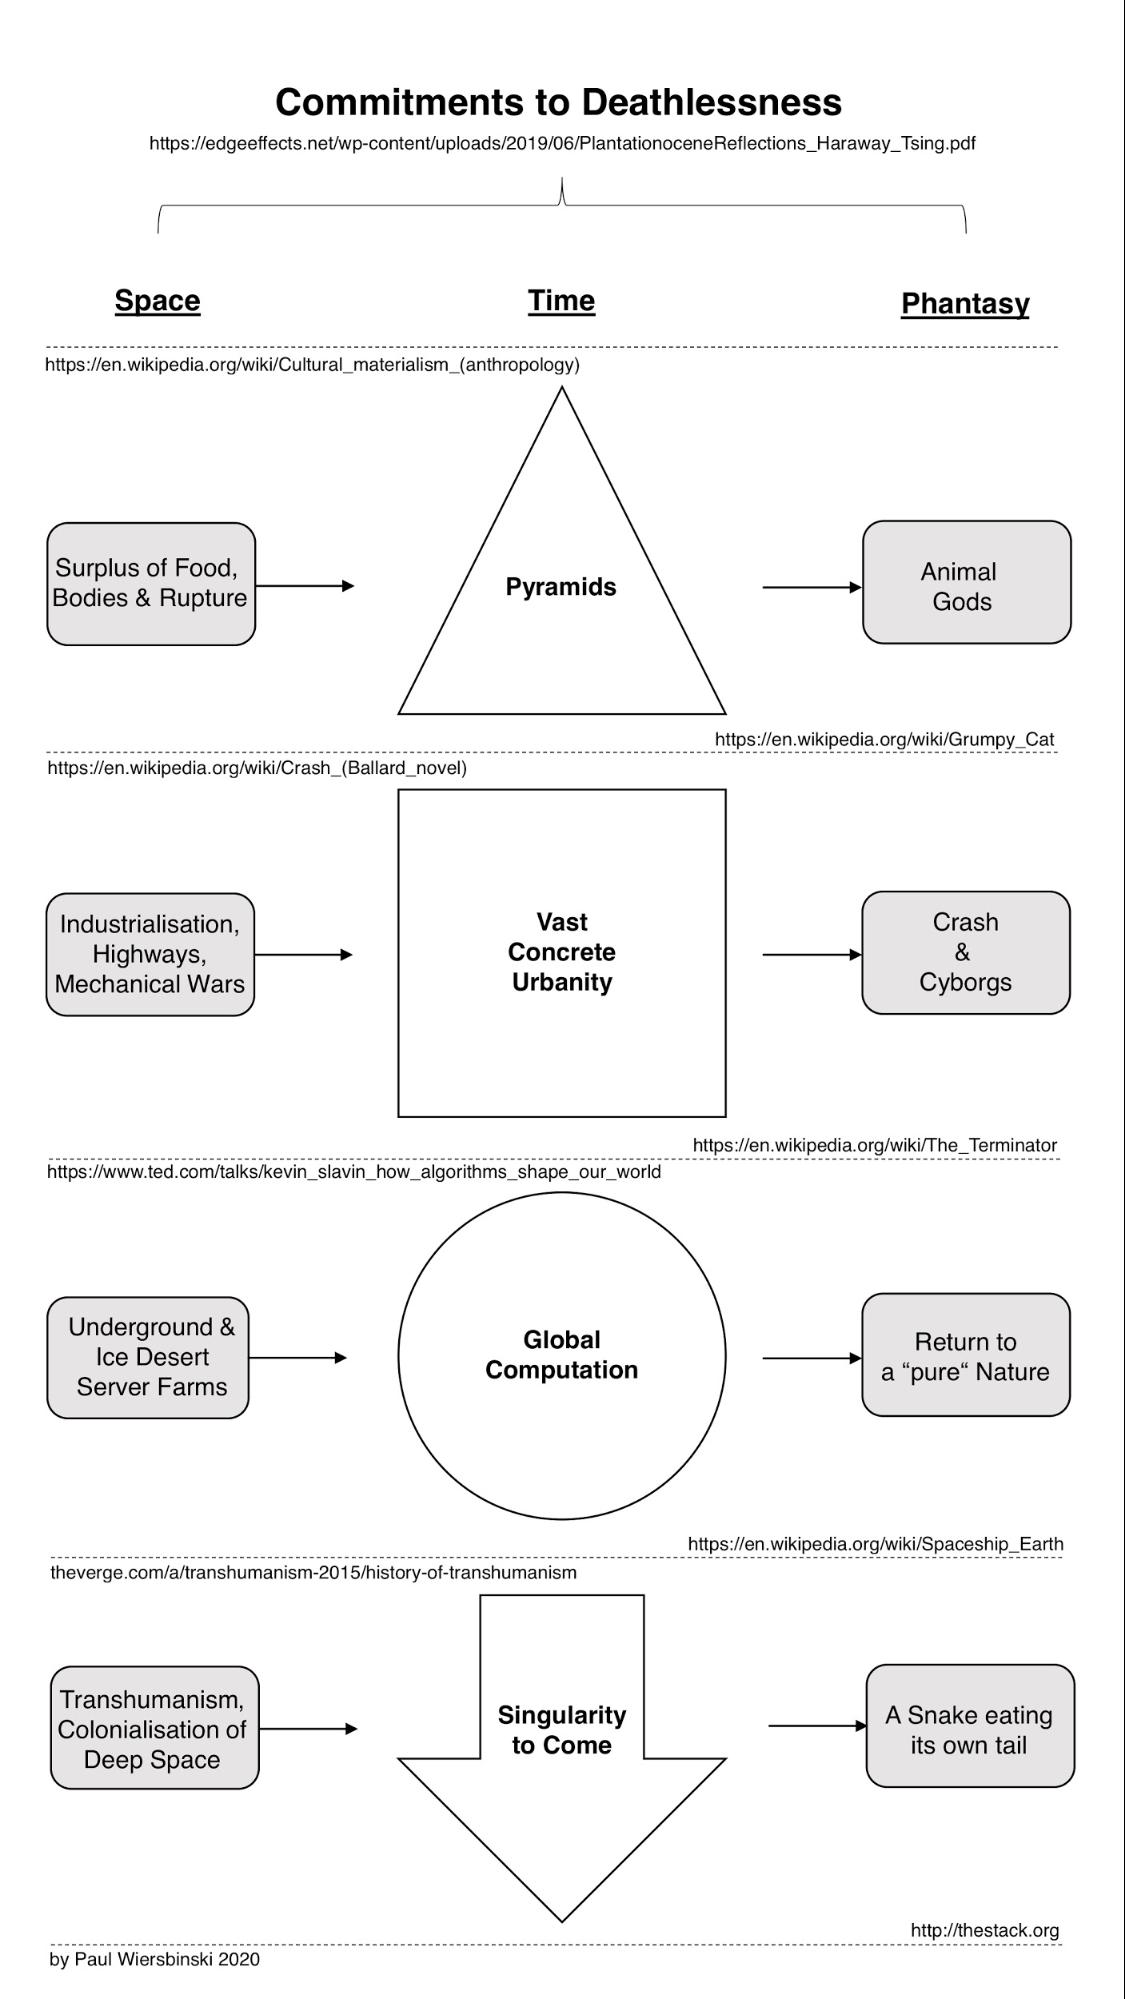 Commitments to Deathlessness
https://edgeeffects.net/wp-content/uploads/2019/06/PlantationoceneReflections_Haraway_Tsing.pdf
Space
Time
Phantasy
https://en.wikipedia.org/wiki/Cultural_materialism_(anthropology)
Surplus of Food,
Bodies & Rupture
Pyramids
Animal
Gods
https://en.wikipedia.org/wiki/Grumpy_Cat
https://en.wikipedia.org/wiki/Crash_(Ballard_novel)
Industrialisation,
Highways,
Mechanical Wars
Vast
Concrete
Urbanity
Crash
&
Cyborgs
https://en.wikipedia.org/wiki/The_Terminator
https://www.ted.com/talks/kevin_slavin_how_algorithms_shape_our_world
Underground &
Ice Desert
Server Farms
Global
Computation
Return to
a “pure“ Nature
https://en.wikipedia.org/wiki/Spaceship_Earth
theverge.com/a/transhumanism-2015/history-of-transhumanism
Transhumanism,
Colonialisation of
Deep Space
Singularity
to Come
A Snake eating
its own tail
http://thestack.org
by Paul Wiersbinski 2020